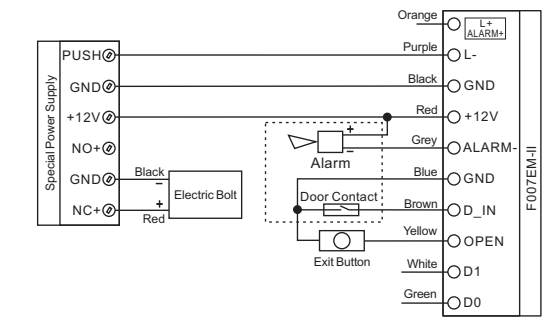 Orange
L+
ALARM+
PUSH
Purple
L-
GND
Black
GND
+12V
Red
+12V
+
NO+
Alarm
-
Grey
ALARM-
GND
Black
-
Electric Bolt
Blue
GND
NC+
+
Red
Door Contact
Brown
D_IN
Yellow
OPEN
Exit Button
White
D1
Green
D0
Special Power Supply
F007EM-II